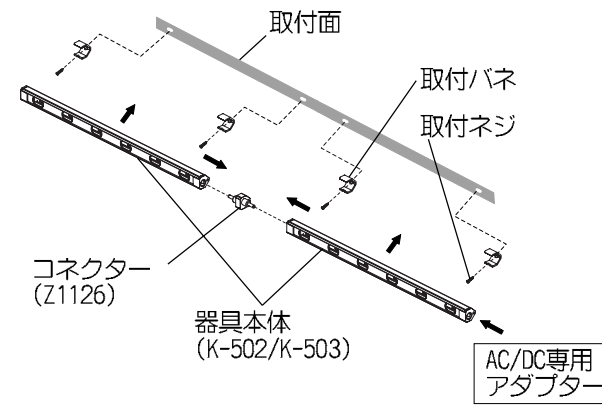 取付面
取付バネ
取付ネジ
コネクター
(Z1126)
器具本体
(K-502/K-503)
AC/DC専用
アダプター